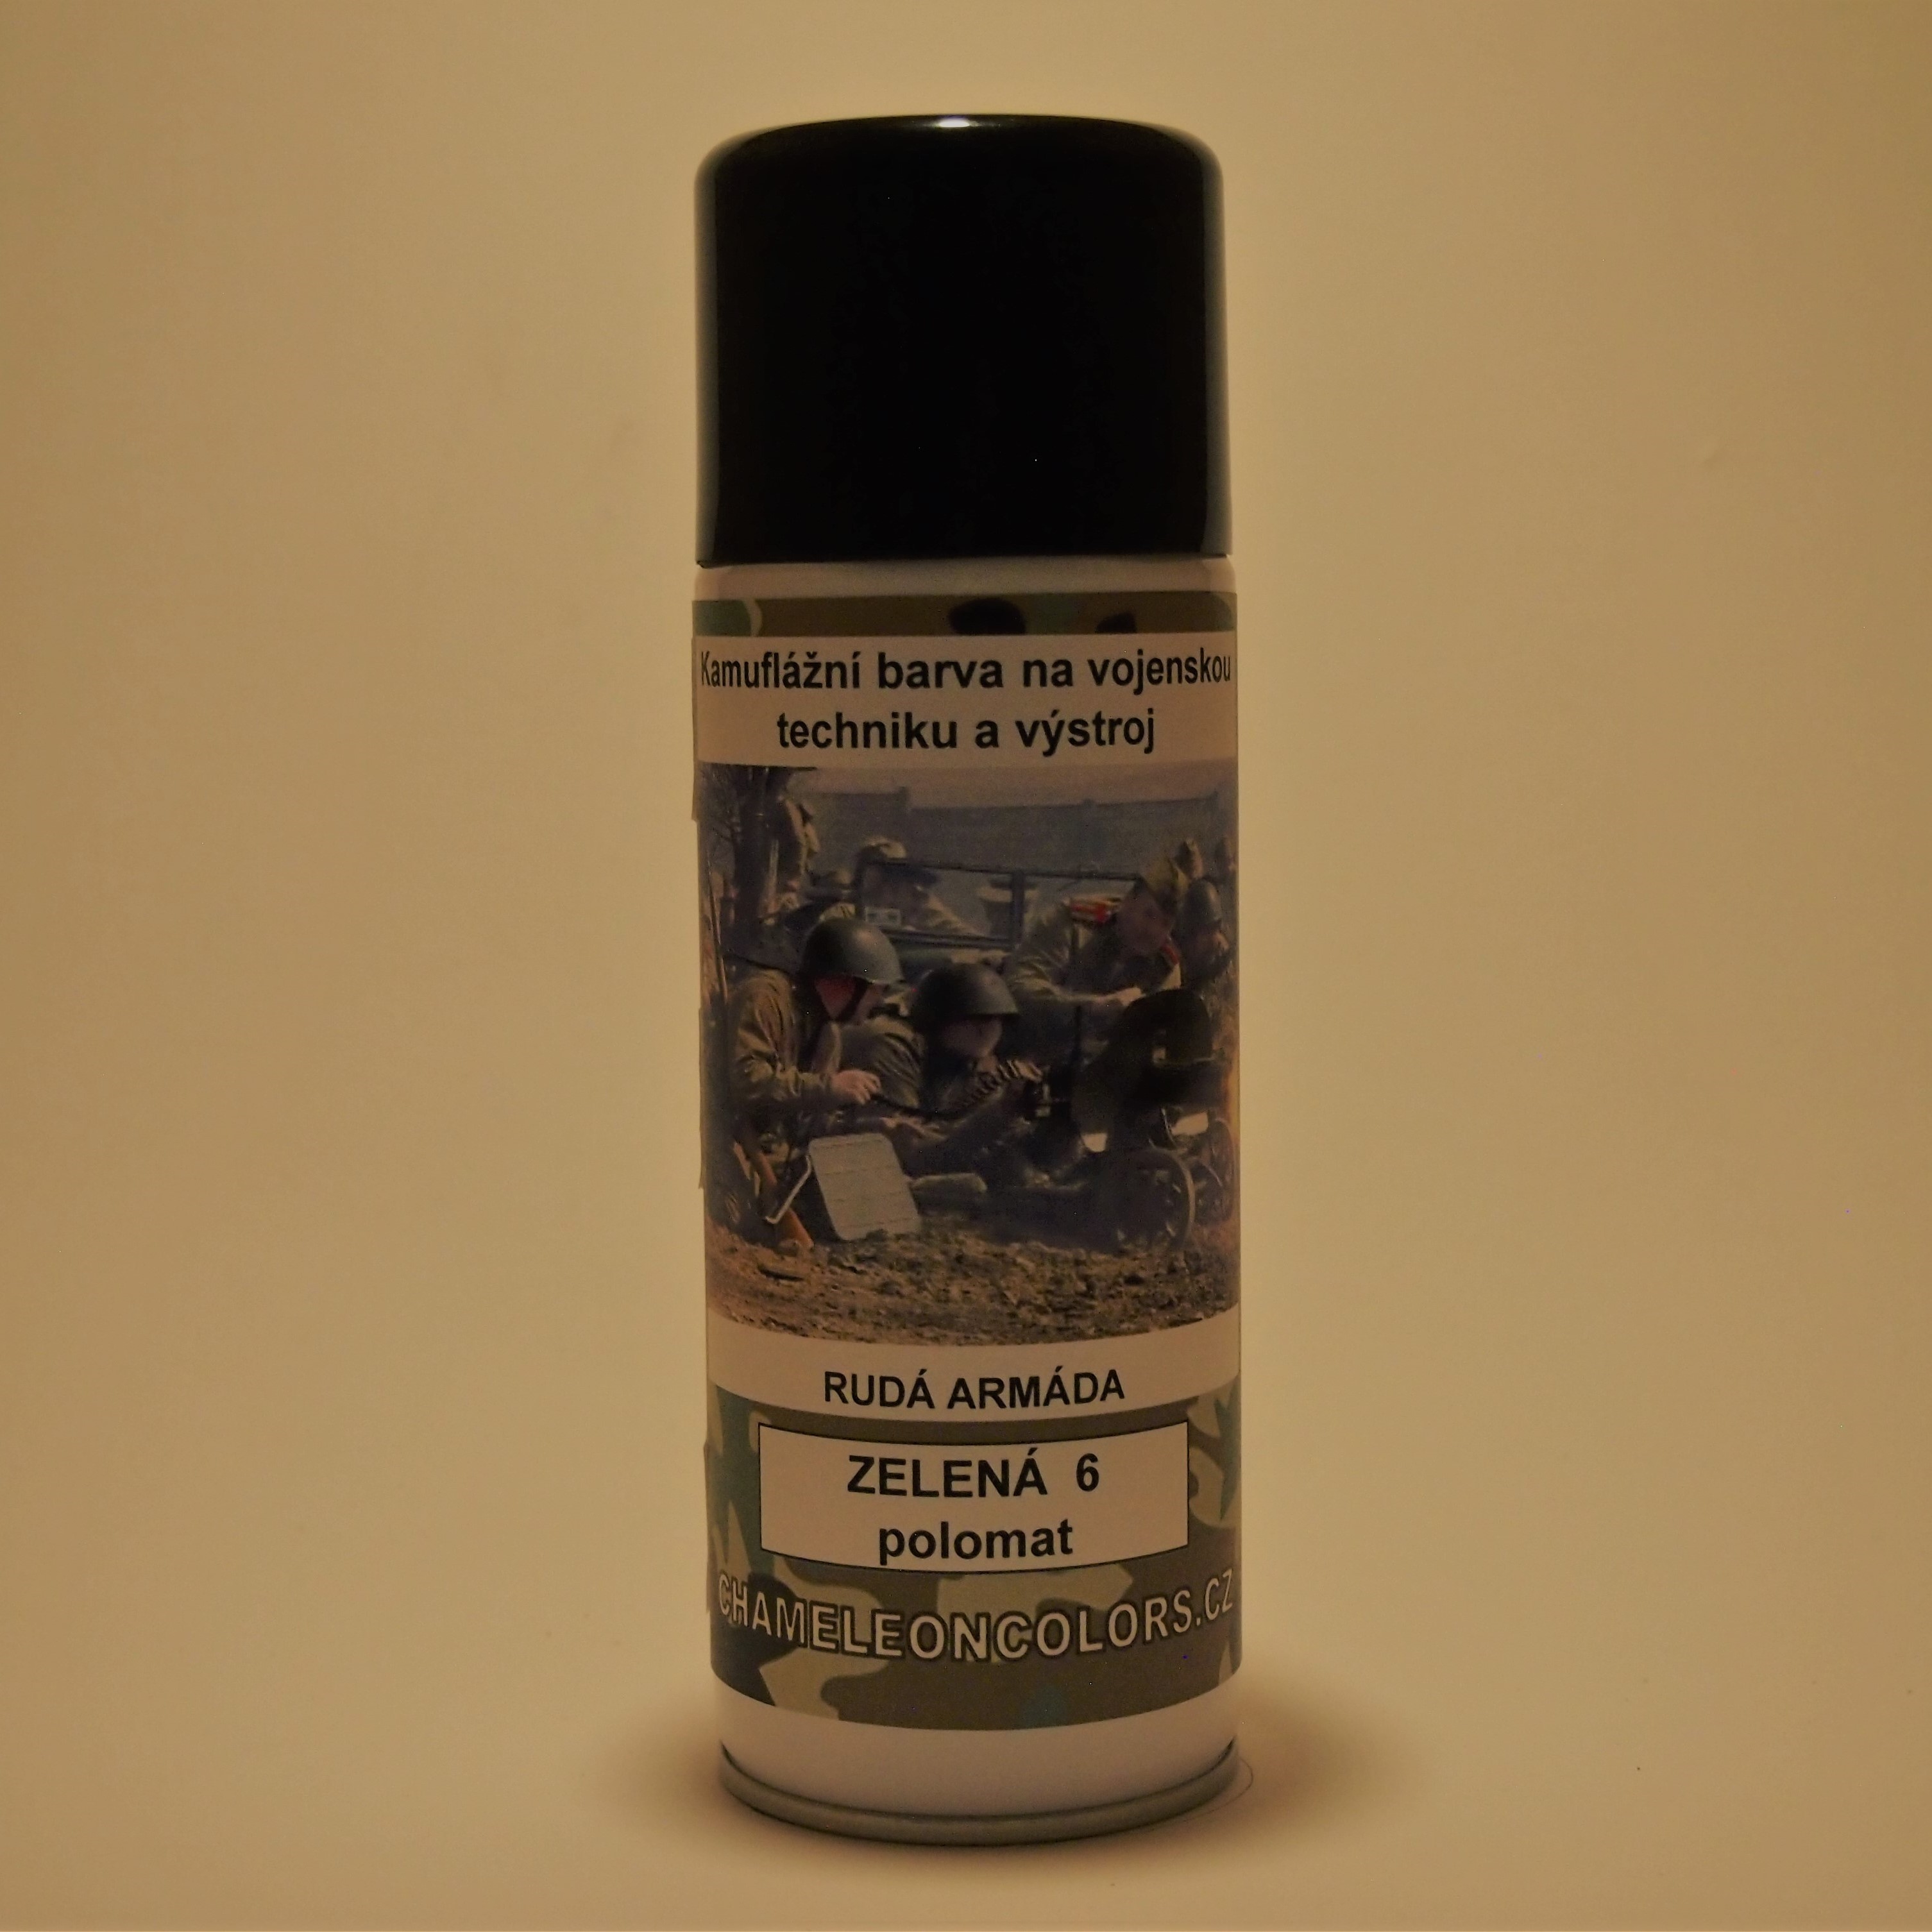 Kamuflážní barva na vojenskou
techniku a výstroj
RUDÁ ARMÁDA
ZELENÁ 6
polomat
CHAMELEONCOLORS.CZ